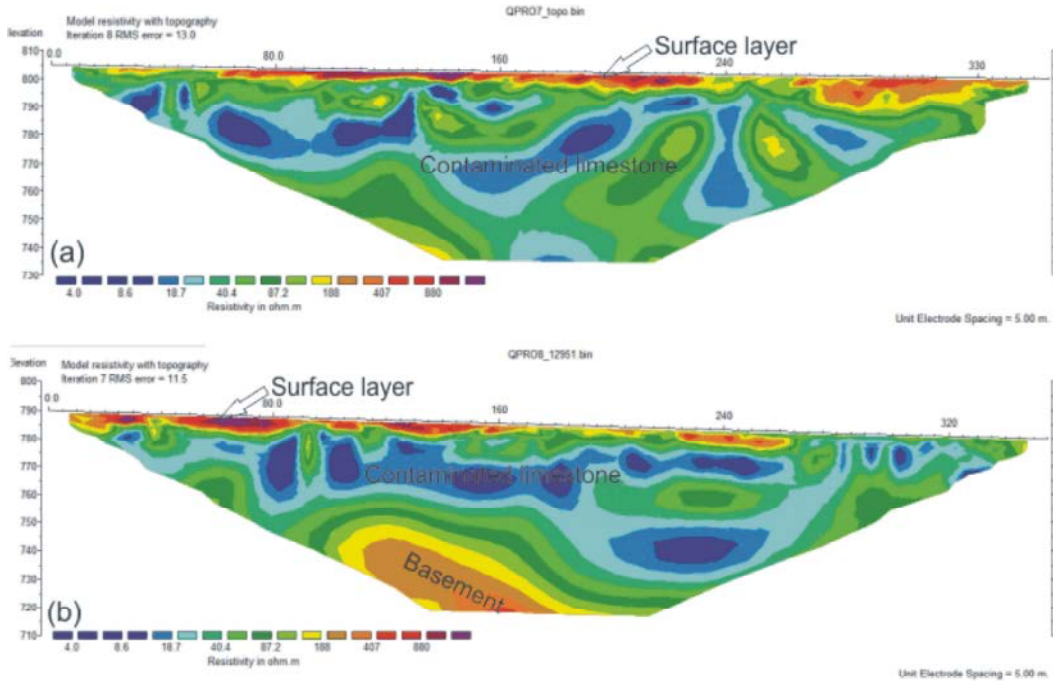 QPRO7_topo.bin
Model resistivity with topography
Iteration 8 RMS error = 13.0
Elevation
Surface layer
810
0.0
80.0
160
240
330
800
790
780
Contaminated limestone
770
760
750
740
(a)
730
4.0 8.6 18.7 40.4 87.2 188 407 880
Resistivity in ohm.m
Unit Electrode Spacing = 5.00 m.
QPRO8_12951.bin
Elevation
Model resistivity with topography
Iteration 7 RMS error = 11.5
Surface layer
800
0.0
80.0
160
240
320
790
780
770
Contaminated limestone
760
750
740
730
Basement
720
(b)
710
4.0 8.6 18.7 40.4 87.2 188 407 880
Resistivity in ohm.m
Unit Electrode Spacing = 5.00 m.